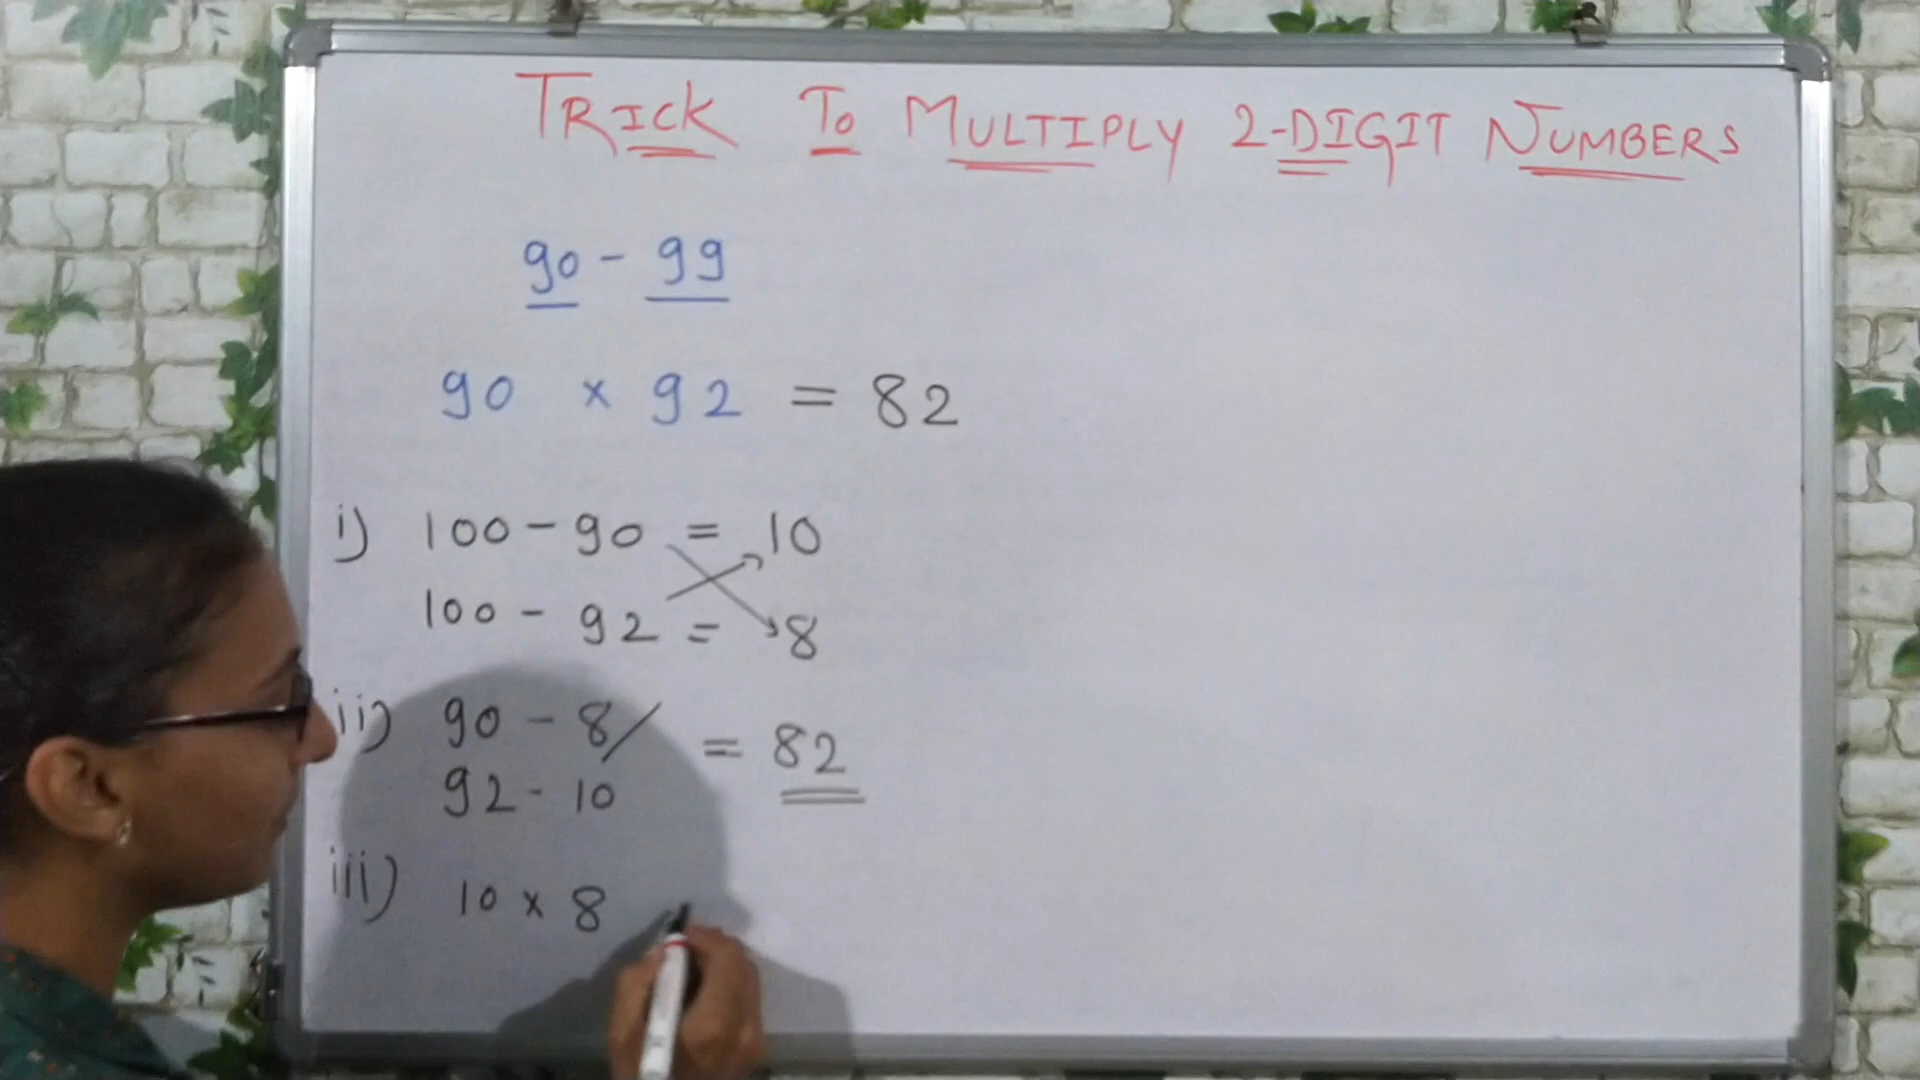 TRICK TO MULTIPLY 2-DIGIT NUMBERS
90 - 99
90 × 92 = 82
i) 100 - 90 = 10
100 - 92 = 8
ii) 90 - 8 / = 82
92 - 10
iii) 10 × 8